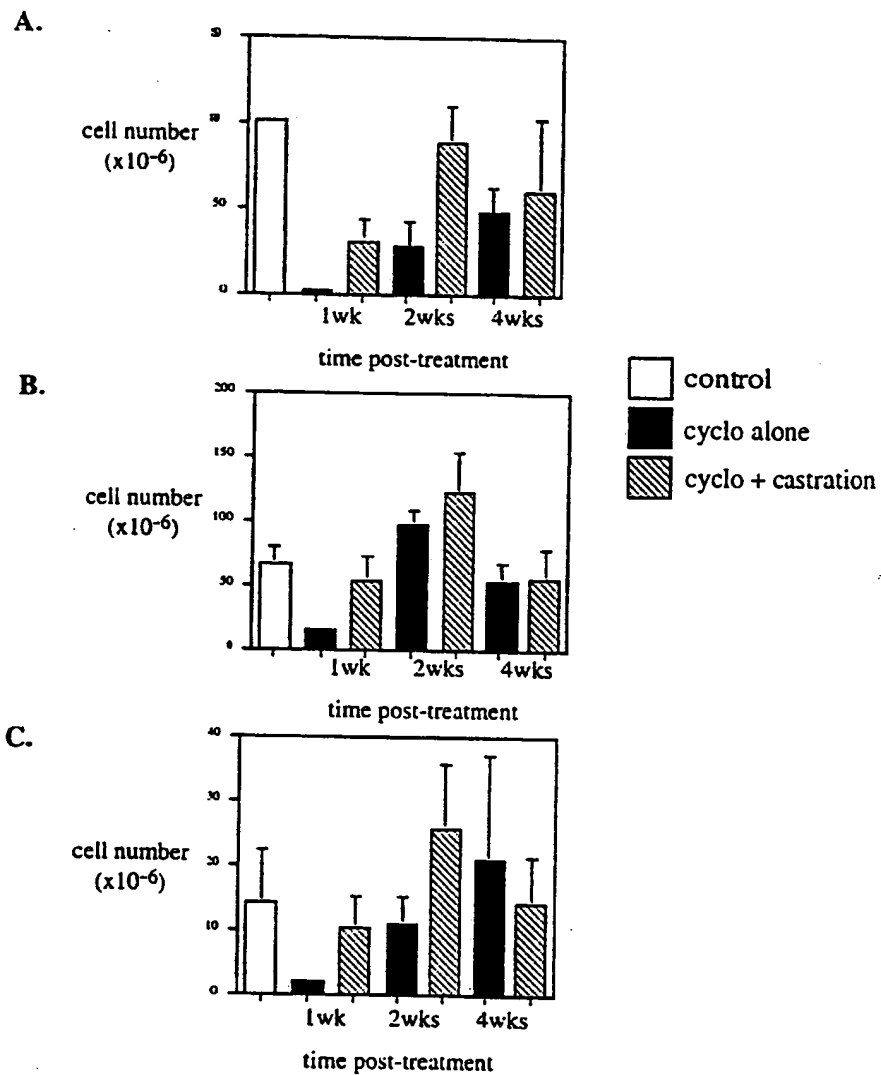 A.
cell number
(x10⁻⁶)
50
0
1wk 2wks 4wks
time post-treatment
B.
cell number
(x10⁻⁶)
200
150
100
50
0
1wk 2wks 4wks
time post-treatment
control
cyclo alone
cyclo + castration
C.
cell number
(x10⁻⁶)
40
30
20
10
0
1wk 2wks 4wks
time post-treatment